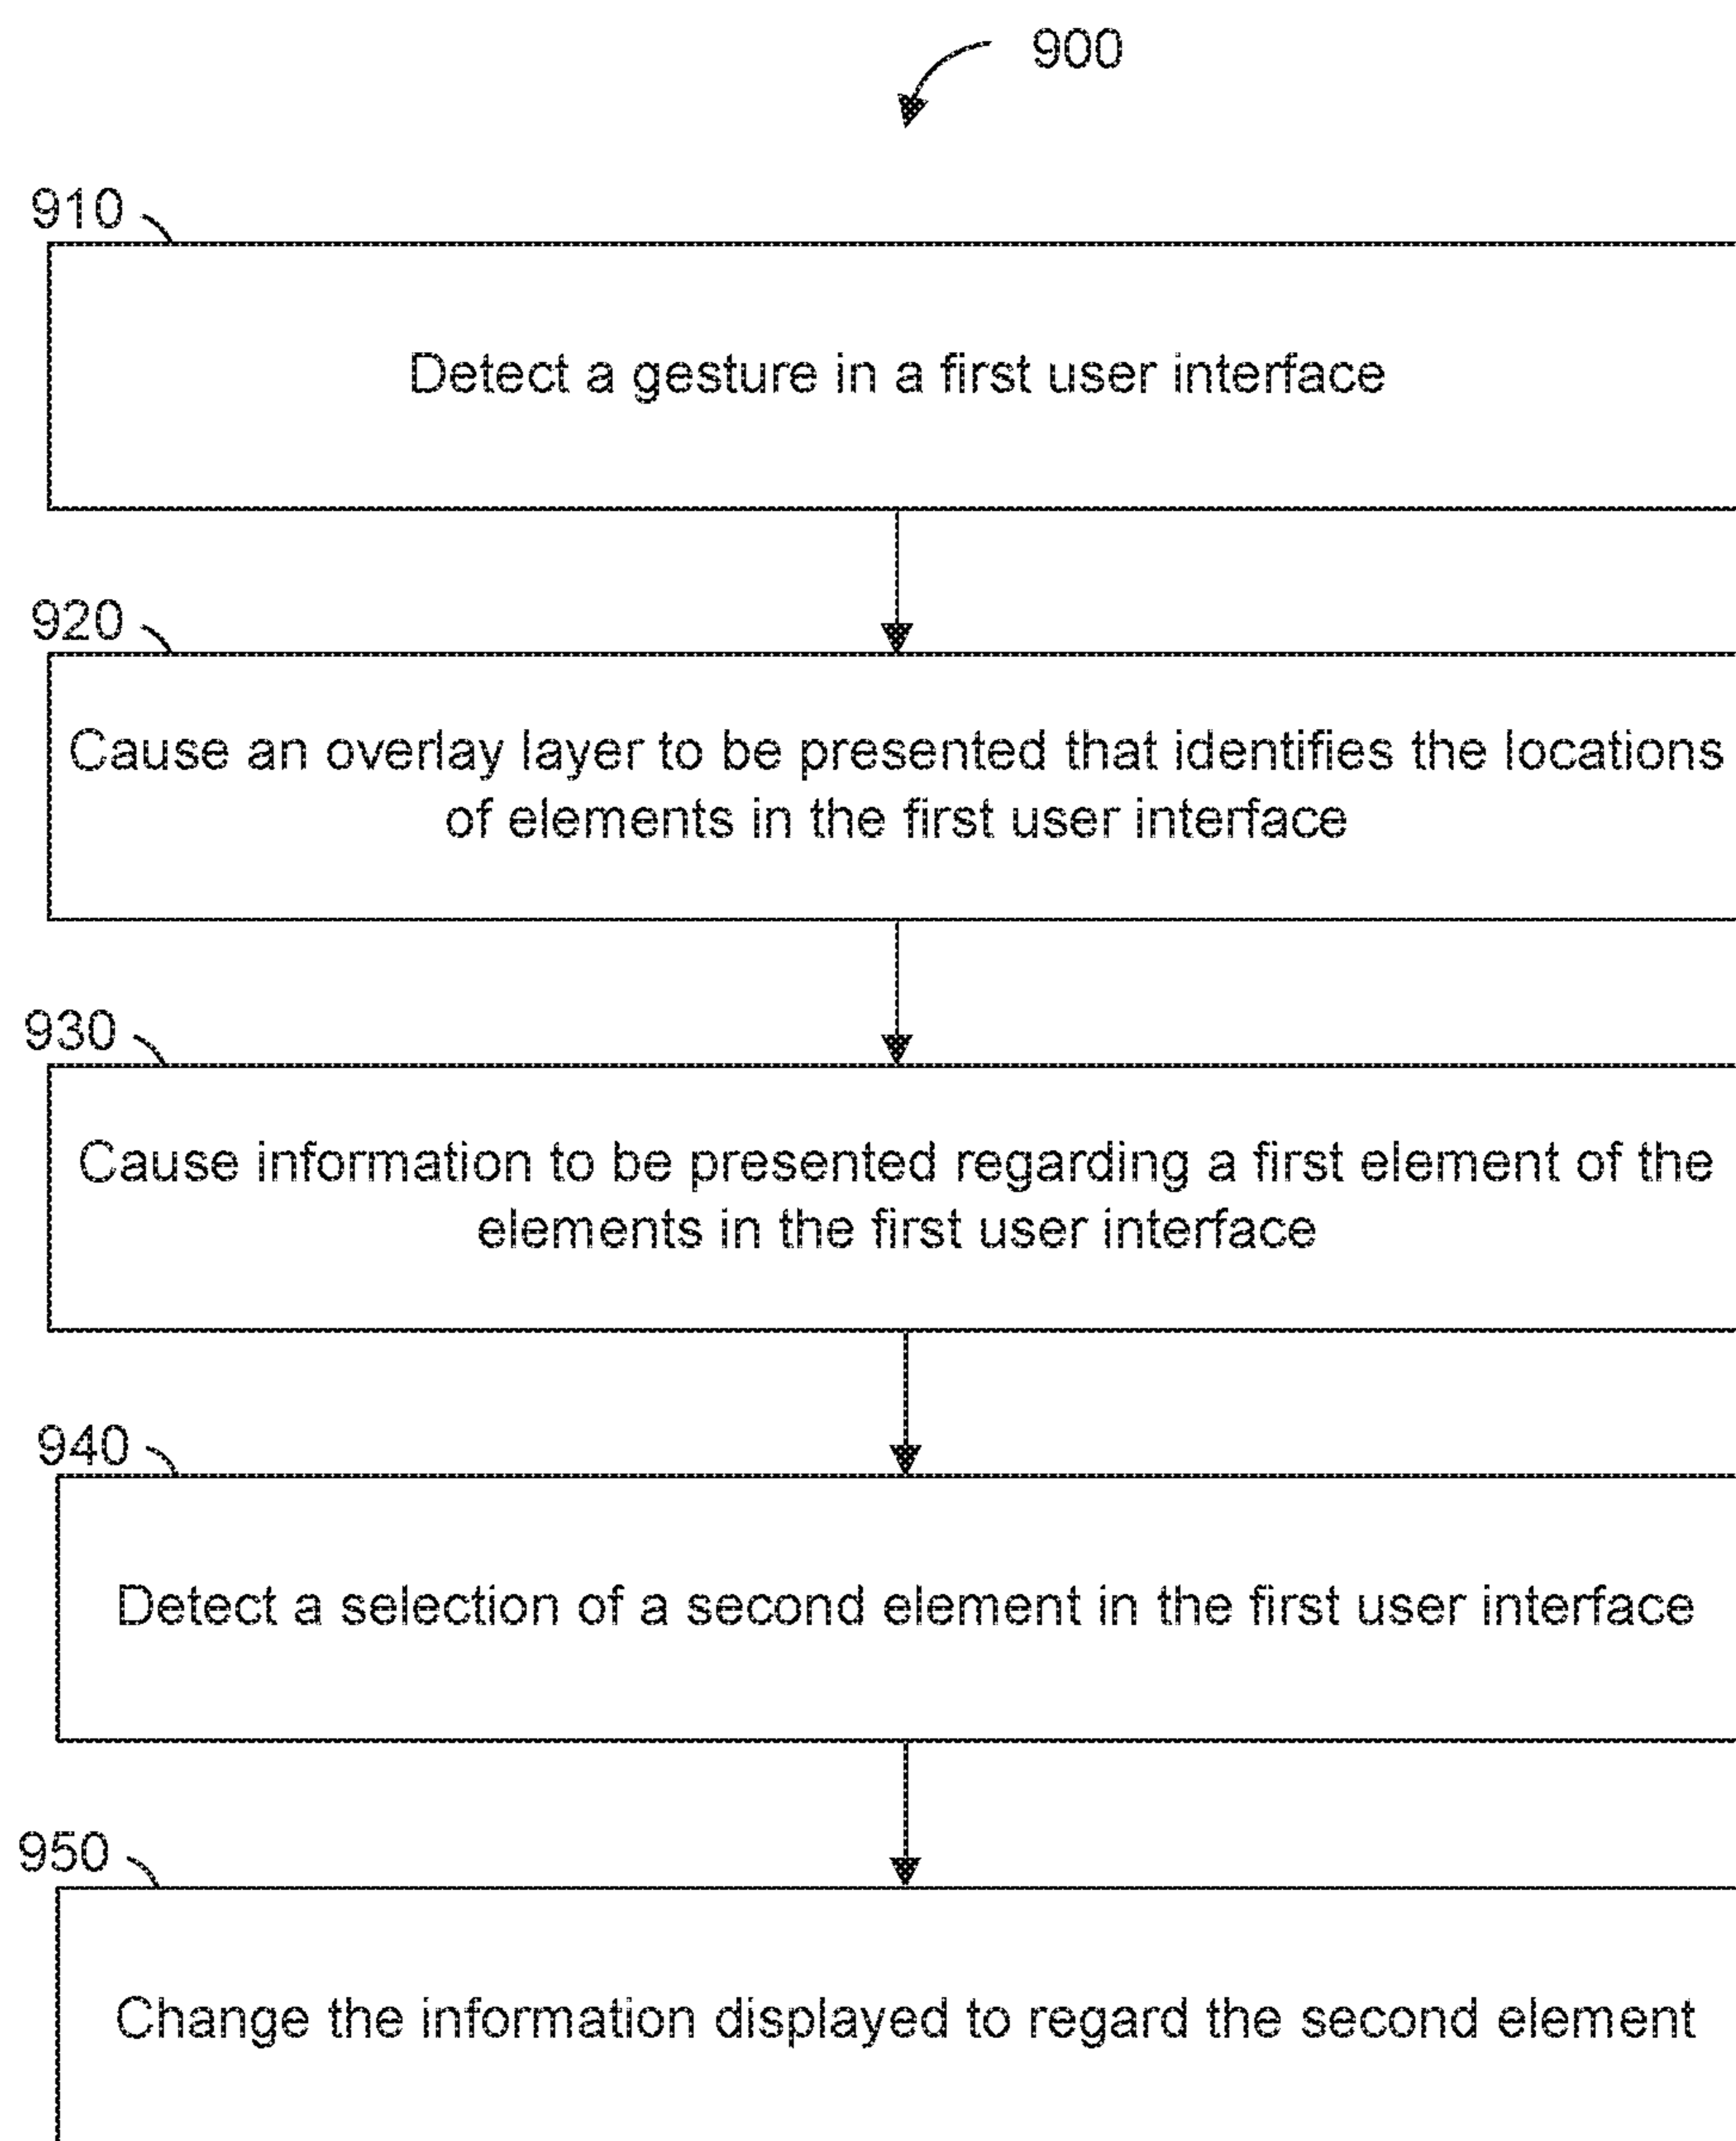 900
910
Detect a gesture in a first user interface
920
Cause an overlay layer to be presented that identifies the locations
of elements in the first user interface
930
Cause information to be presented regarding a first element of the
elements in the first user interface
940
Detect a selection of a second element in the first user interface
950
Change the information displayed to regard the second element